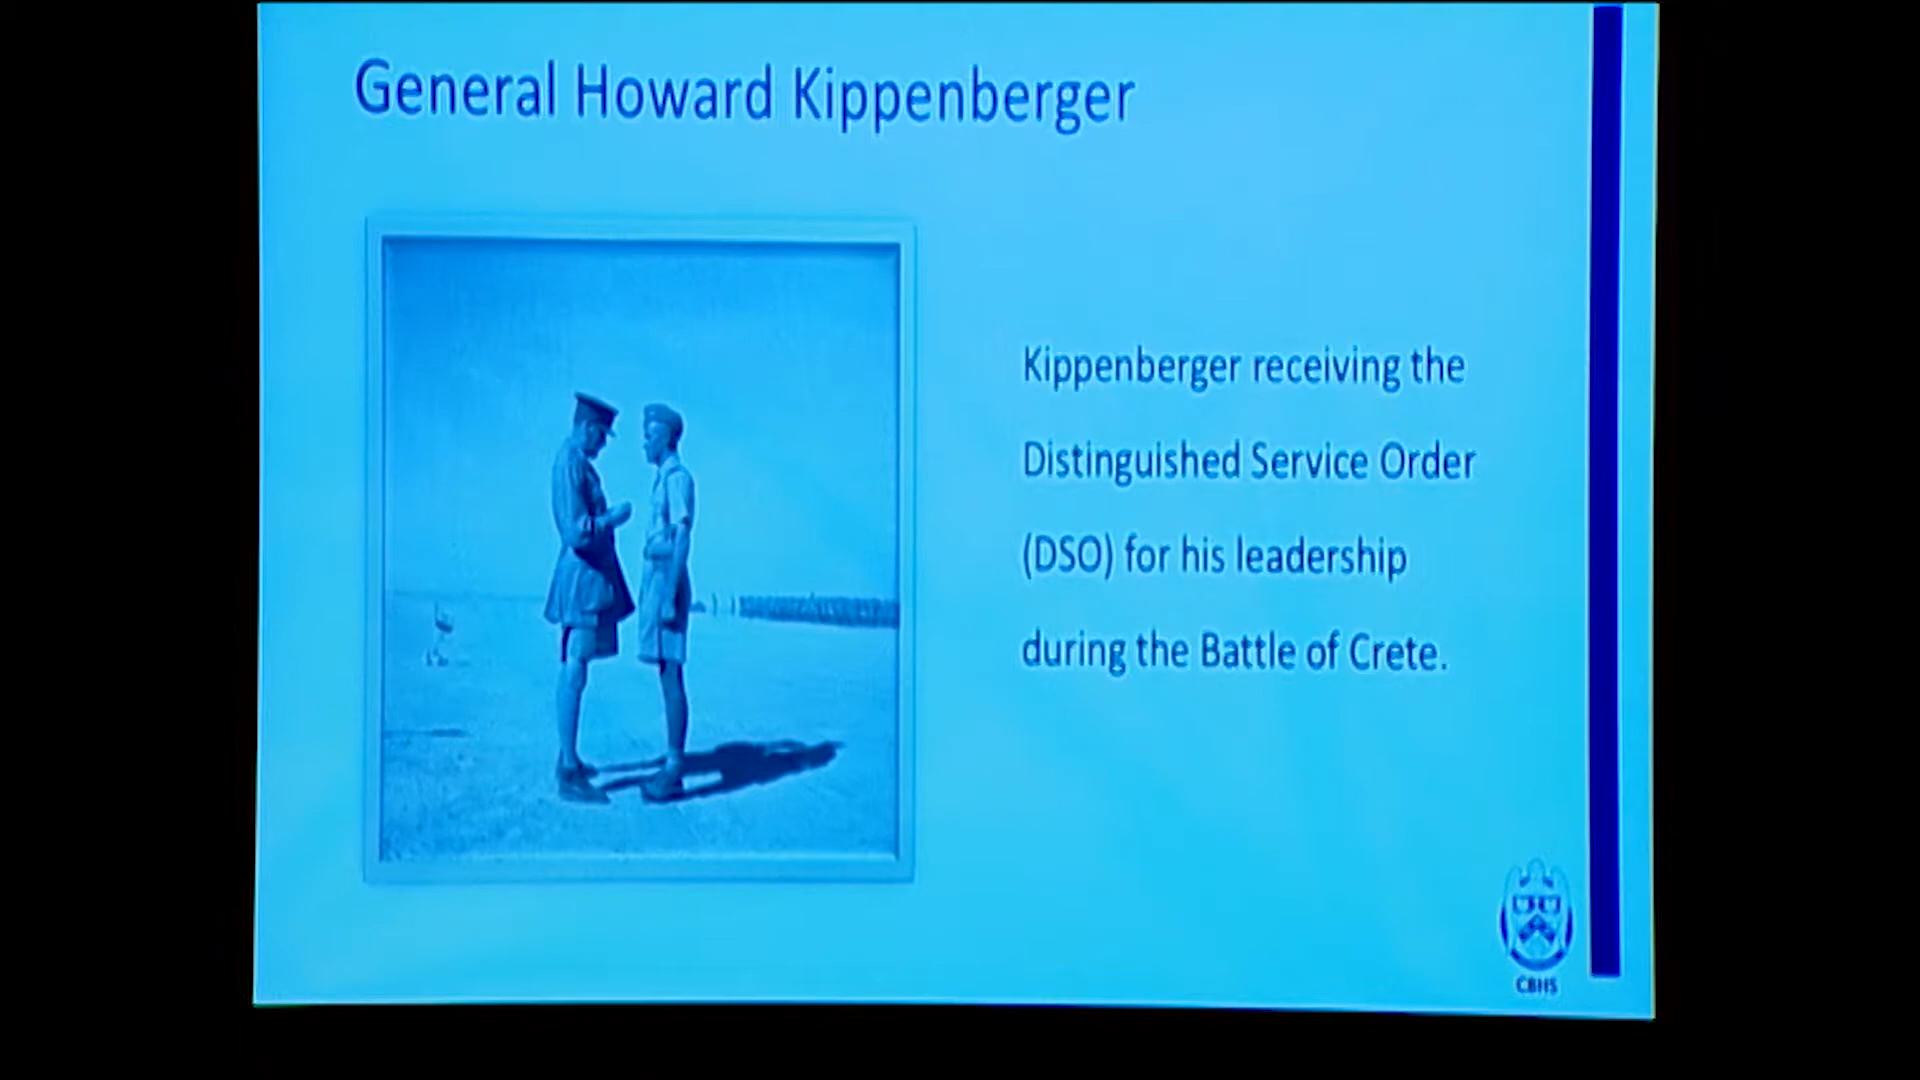 General Howard Kippenberger
Kippenberger receiving the
Distinguished Service Order
(DSO) for his leadership
during the Battle of Crete.
CBHS